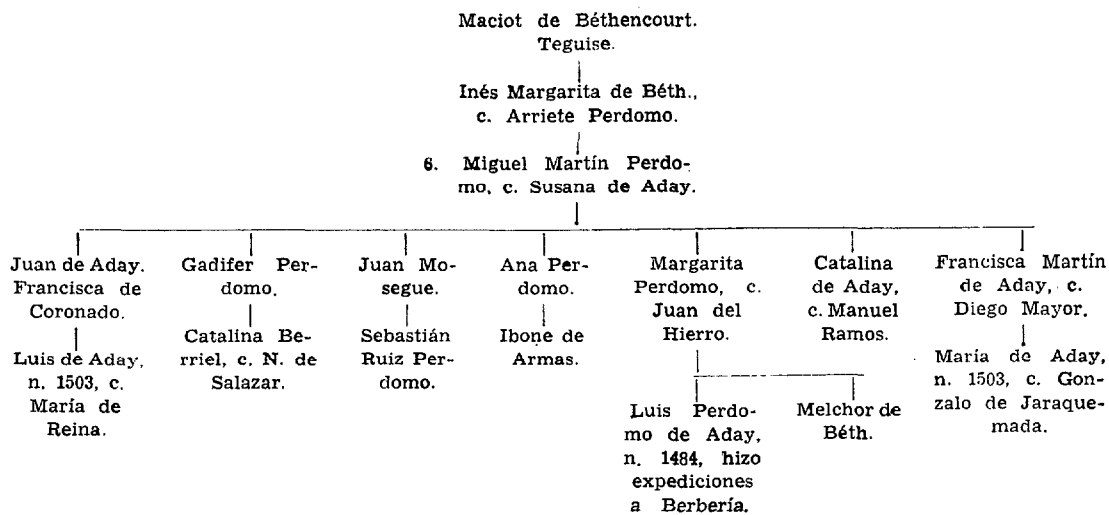 Maciot de Béthencourt.
Teguise.
Inés Margarita de Béth.,
c. Arriete Perdomo.
6. Miguel Martín Perdo-
mo, c. Susana de Aday.
Juan de Aday.
Francisca de
Coronado.
Luis de Aday,
n. 1503, c.
María de
Reina.
Gadifer Per-
domo.
Catalina Be-
rriel, c. N. de
Salazar.
Juan Mo-
segue.
Sebastián
Ruiz Per-
domo.
Ana Per-
domo.
Ibone de
Armas.
Margarita
Perdomo, c.
Juan del
Hierro.
Luis Perdo-
mo de Aday,
n. 1484, hizo
expediciones
a Berbería.
Melchor de
Béth.
Catalina
de Aday,
c. Manuel
Ramos.
Francisca Martín
de Aday, c.
Diego Mayor.
María de Aday,
n. 1503, c. Gon-
zalo de Jaraque-
mada.